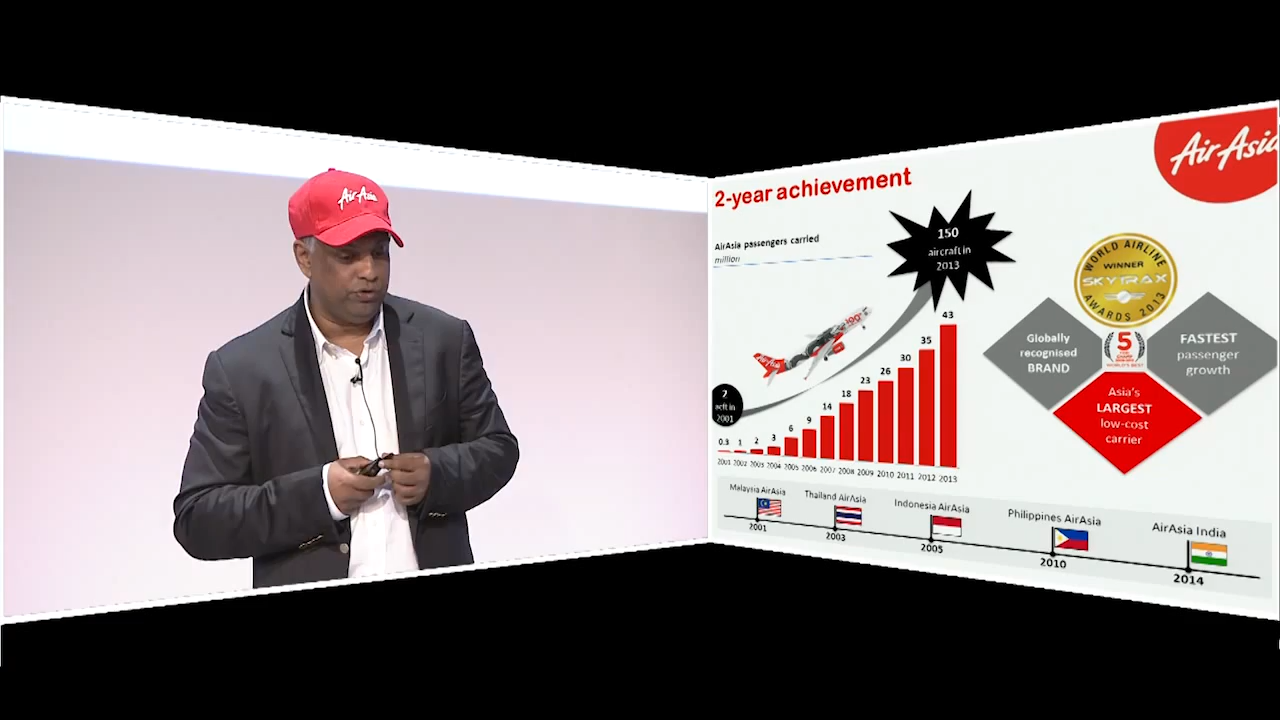 AirAsia
AirAsia
2-year achievement
AirAsia passengers carried
million
150
aircraft in
2013
2
acft in
2001
0.3 1 2 3 6 9 14 18 23 26 30 35 43
2001 2002 2003 2004 2005 2006 2007 2008 2009 2010 2011 2012 2013
WORLD AIRLINE
WINNER
SKYTRAX
AWARDS 2013
Globally
recognised
BRAND
5
WORLD'S BEST
FASTEST
passenger
growth
Asia's
LARGEST
low-cost
carrier
Malaysia AirAsia
2001
Thailand AirAsia
2003
Indonesia AirAsia
2005
Philippines AirAsia
2010
AirAsia India
2014